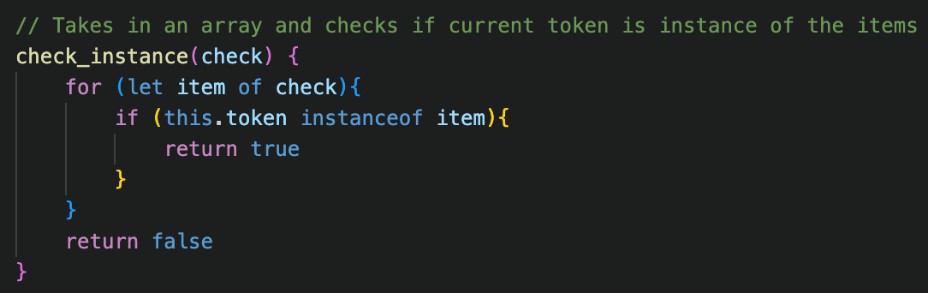 // Takes in an array and checks if current token is instance of the items
check_instance(check) {
    for (let item of check){
        if (this.token instanceof item){
            return true
        }
    }
    return false
}